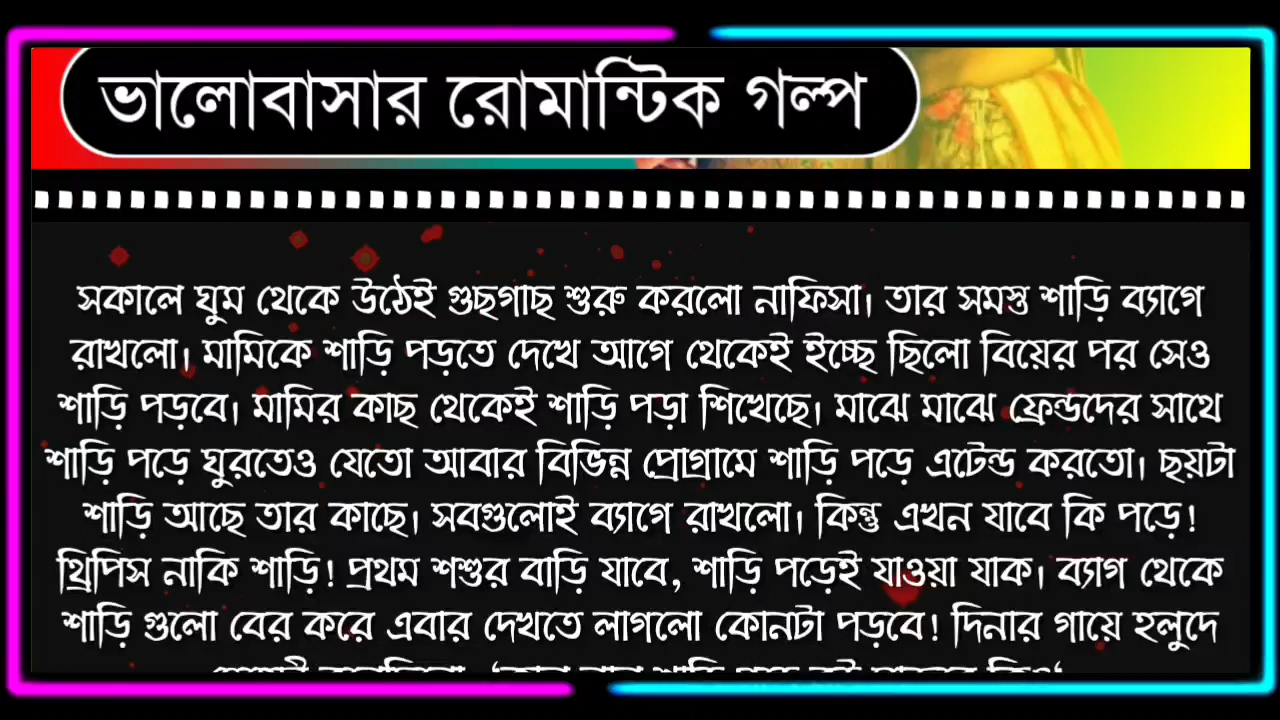 ভালোবাসার রোমান্টিক গল্প
সকালে ঘুম থেকে উঠেই গুছগাছ শুরু করলো নাফিসা। তার সমস্ত শাড়ি ব্যাগে
রাখলো। মামিকে শাড়ি পড়তে দেখে আগে থেকেই ইচ্ছে ছিলো বিয়ের পর সেও
শাড়ি পড়বে। মামির কাছ থেকেই শাড়ি পড়া শিখেছে। মাঝে মাঝে ফ্রেন্ডদের সাথে
শাড়ি পড়ে ঘুরতেও যেতো আবার বিভিন্ন প্রোগ্রামে শাড়ি পড়ে এটেন্ড করতো। ছয়টা
শাড়ি আছে তার কাছে। সবগুলোই ব্যাগে রাখলো। কিন্তু এখন যাবে কি পড়ে!
থ্রিপিস নাকি শাড়ি! প্রথম শশুর বাড়ি যাবে, শাড়ি পড়েই যাওয়া যাক। ব্যাগ থেকে
শাড়ি গুলো বের করে এবার দেখতে লাগলো কোনটা পড়বে! দিনার গায়ে হলুদে